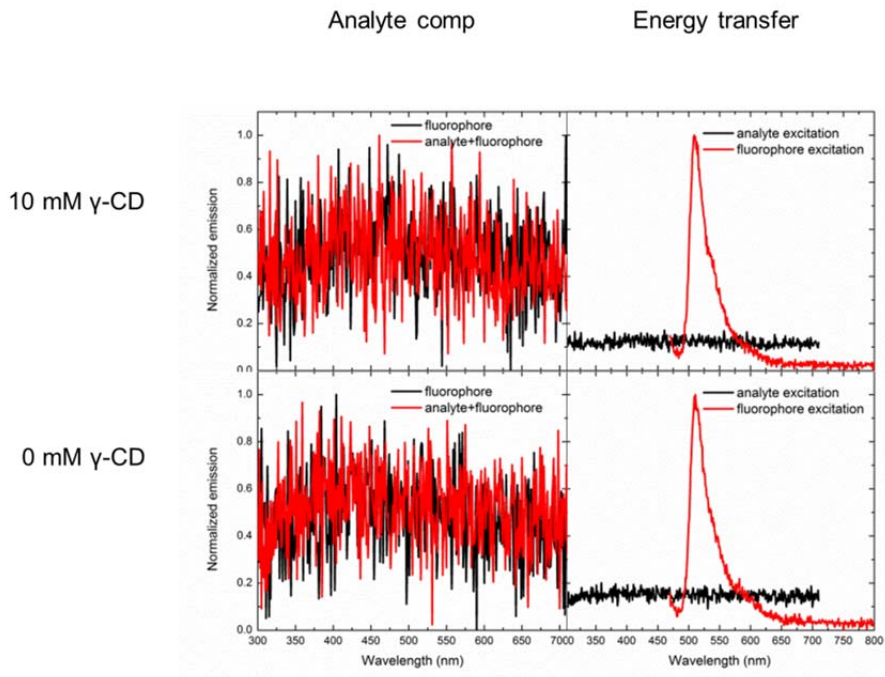 Analyte comp Energy transfer
10 mM γ-CD
Normalized emission
1.0
0.8
0.6
0.4
0.2
0.0
fluorophore
analyte+fluorophore
analyte excitation
fluorophore excitation
0 mM γ-CD
Normalized emission
1.0
0.8
0.6
0.4
0.2
0.0
fluorophore
analyte+fluorophore
analyte excitation
fluorophore excitation
300 350 400 450 500 550 600 650 700 350 400 450 500 550 600 650 700 750 800
Wavelength (nm) Wavelength (nm)